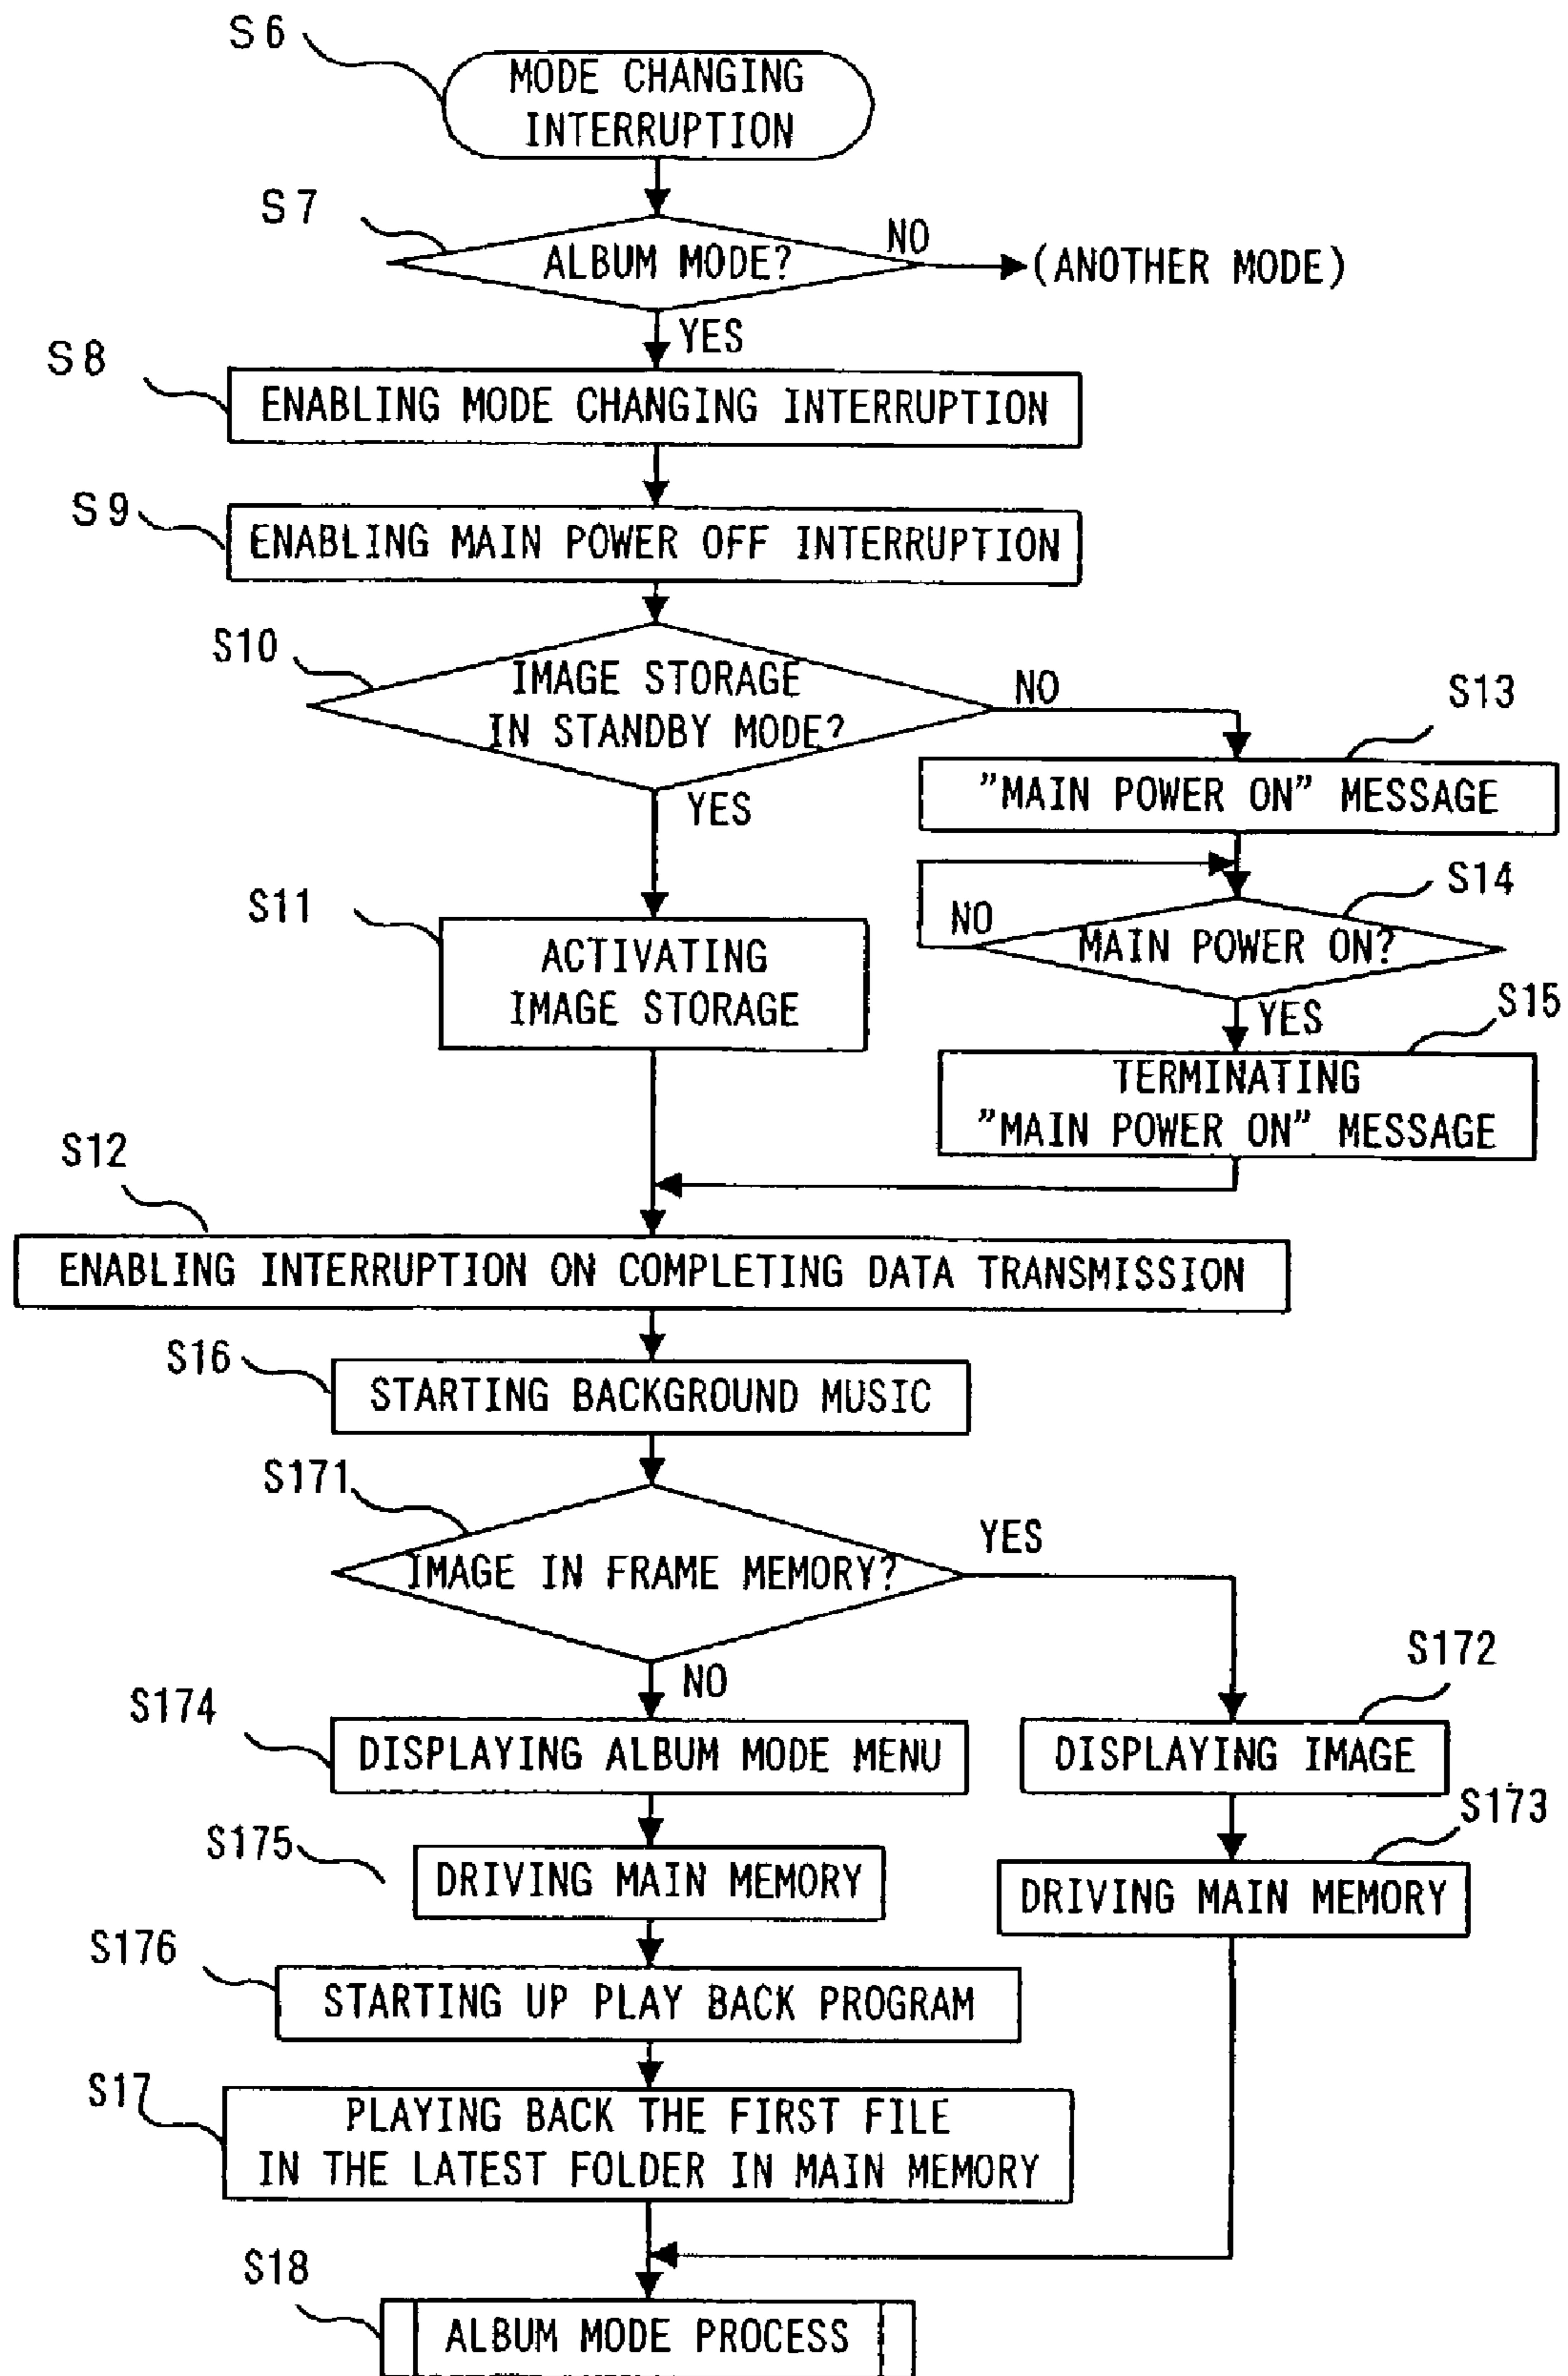 S6
MODE CHANGING
INTERRUPTION
S7
ALBUM MODE?
NO
(ANOTHER MODE)
YES
S8
ENABLING MODE CHANGING INTERRUPTION
S9
ENABLING MAIN POWER OFF INTERRUPTION
S10
IMAGE STORAGE
IN STANDBY MODE?
NO
YES
S13
"MAIN POWER ON" MESSAGE
S14
NO
MAIN POWER ON?
YES
S11
ACTIVATING
IMAGE STORAGE
S15
TERMINATING
"MAIN POWER ON" MESSAGE
S12
ENABLING INTERRUPTION ON COMPLETING DATA TRANSMISSION
S16
STARTING BACKGROUND MUSIC
S171
IMAGE IN FRAME MEMORY?
YES
NO
S172
DISPLAYING IMAGE
S173
DRIVING MAIN MEMORY
S174
DISPLAYING ALBUM MODE MENU
S175
DRIVING MAIN MEMORY
S176
STARTING UP PLAY BACK PROGRAM
S17
PLAYING BACK THE FIRST FILE
IN THE LATEST FOLDER IN MAIN MEMORY
S18
ALBUM MODE PROCESS